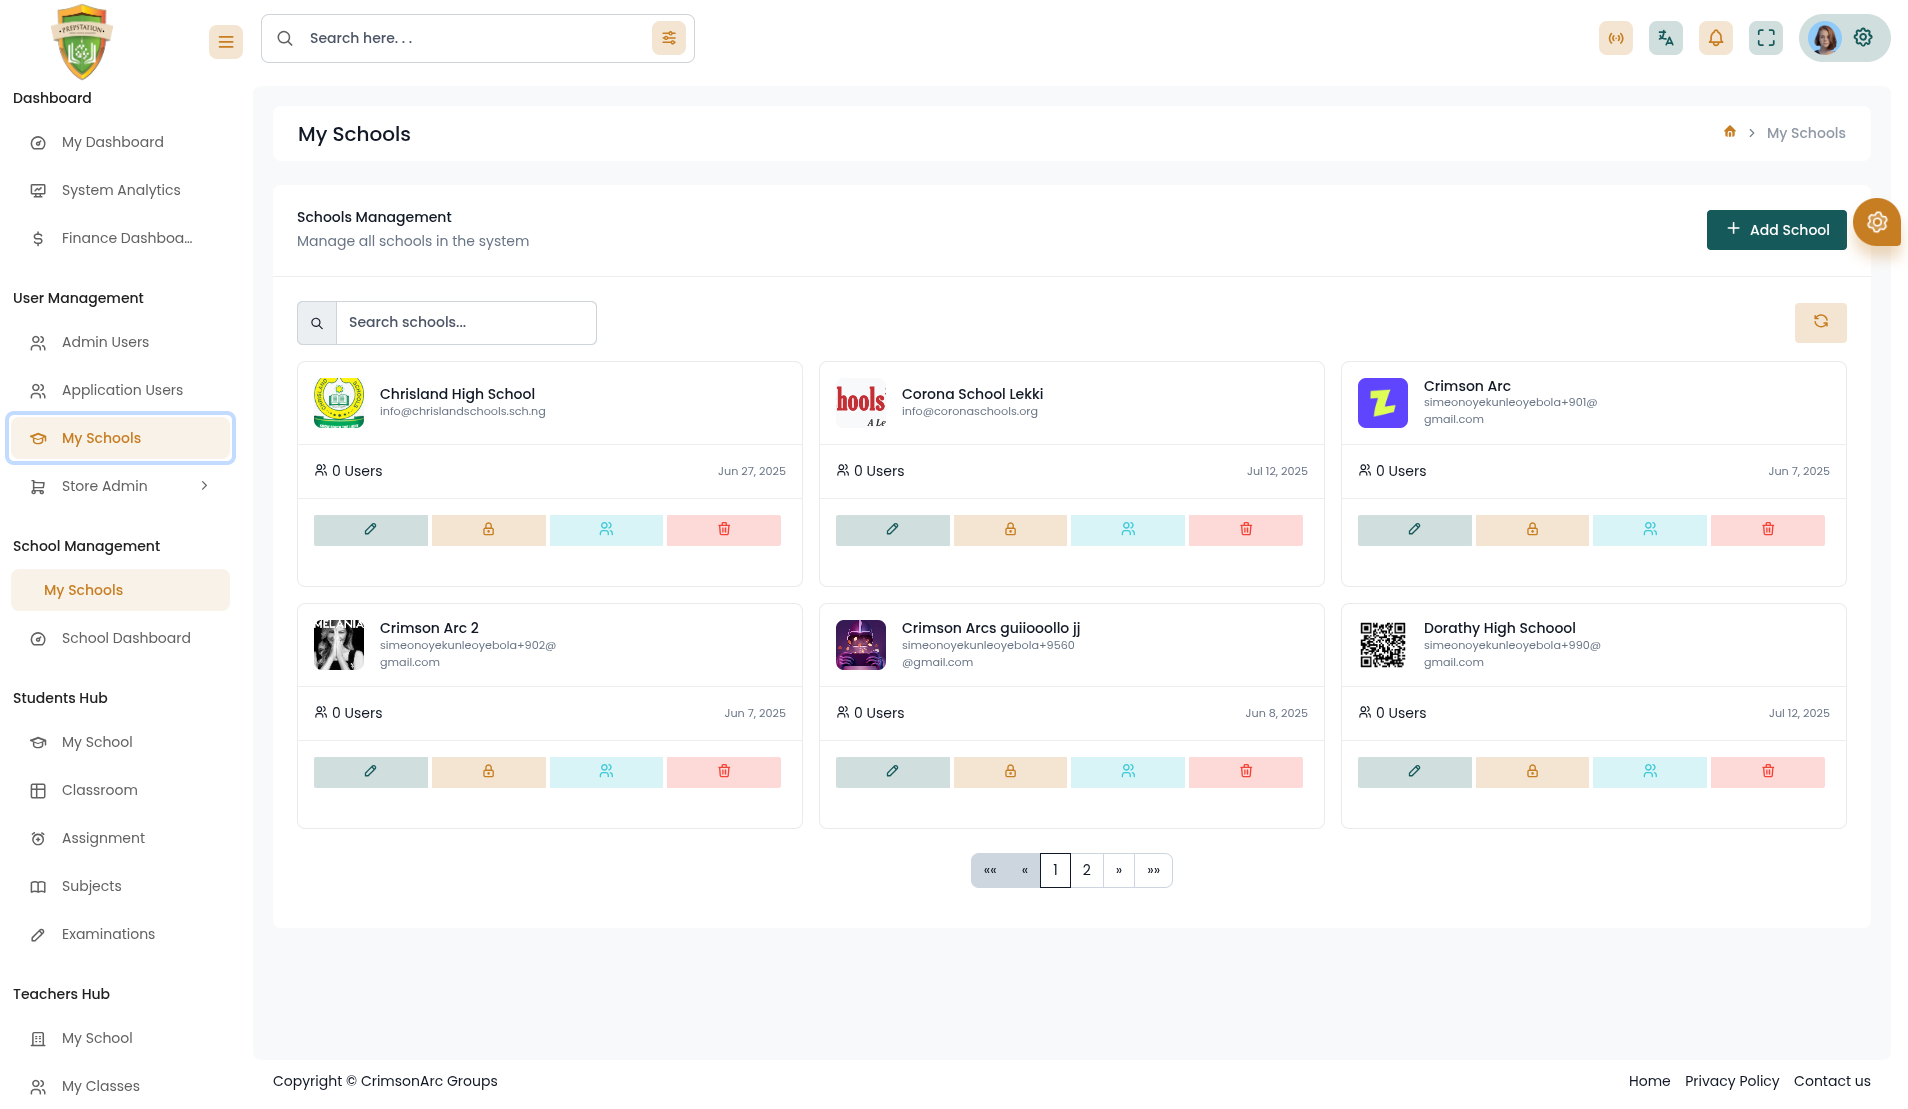 PREPSTATION
Search here. . .
Dashboard
My Dashboard
System Analytics
Finance Dashboa...
User Management
Admin Users
Application Users
My Schools
Store Admin
School Management
My Schools
School Dashboard
Students Hub
My School
Classroom
Assignment
Subjects
Examinations
Teachers Hub
My School
My Classes
My Schools
My Schools
Schools Management
Manage all schools in the system
Add School
Search schools...
Chrisland High School
info@chrislandschools.sch.ng
0 Users
Jun 27, 2025
hools
A Le
Corona School Lekki
info@coronaschools.org
0 Users
Jul 12, 2025
Crimson Arc
simeonoyekunleoyebola+901@
gmail.com
0 Users
Jun 7, 2025
MELANIA
Crimson Arc 2
simeonoyekunleoyebola+902@
gmail.com
0 Users
Jun 7, 2025
Crimson Arcs guiiooollo jj
simeonoyekunleoyebola+9560
@gmail.com
0 Users
Jun 8, 2025
Dorathy High Schoool
simeonoyekunleoyebola+990@
gmail.com
0 Users
Jul 12, 2025
«« « 1 2 » »»
Copyright © CrimsonArc Groups
Home Privacy Policy Contact us